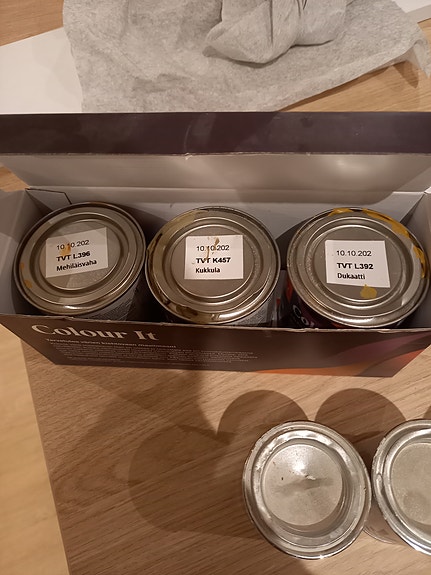 10.10.202
TVT L396
Mehiläisvaha
10.10.202
TVT K457
Kukkula
10.10.202
TVT L392
Dukaatti
Colour It